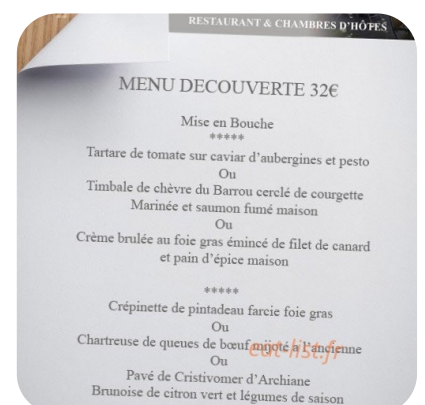 RESTAURANT & CHAMBRES D'HÔTES
MENU DECOUVERTE 32€
Mise en Bouche
*****
Tartare de tomate sur caviar d'aubergines et pesto
Ou
Timbale de chèvre du Barrou cerclé de courgette
Marinée et saumon fumé maison
Ou
Crème brulée au foie gras émincé de filet de canard
et pain d'épice maison
*****
Crépinette de pintadeau farcie foie gras
Ou
Chartreuse de queues de bœuf mijoté à l'ancienne
eat-list.fr
Ou
Pavé de Cristivomer d'Archiane
Brunoise de citron vert et légumes de saison